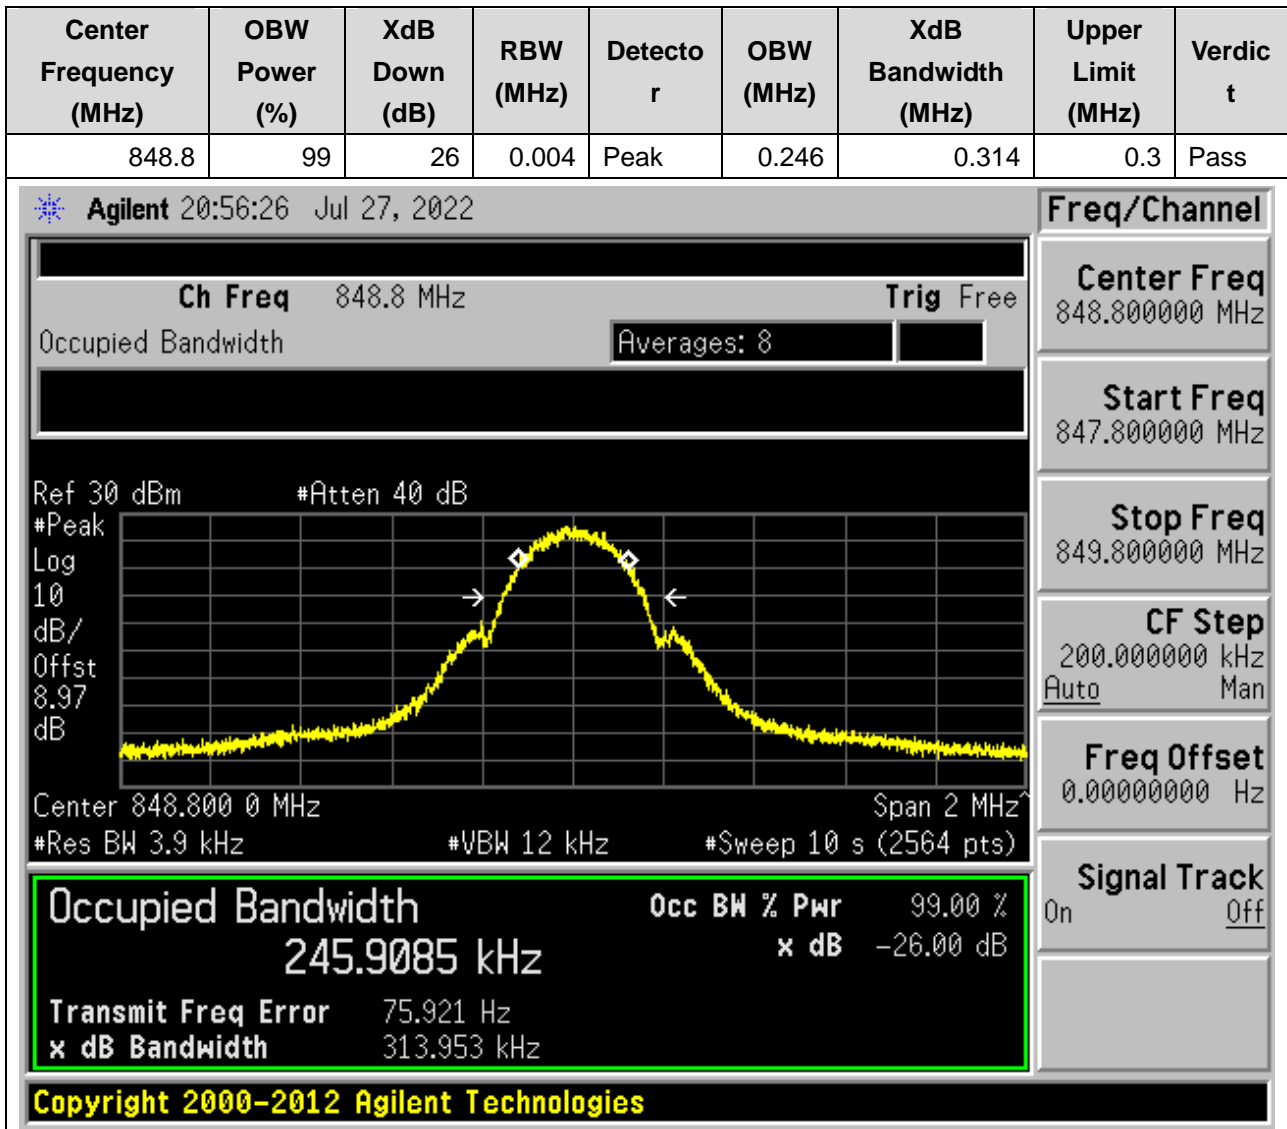 Center Frequency (MHz) OBW Power (%) XdB Down (dB) RBW (MHz) Detecto r OBW (MHz) XdB Bandwidth (MHz) Upper Limit (MHz) Verdic t
848.8 99 26 0.004 Peak 0.246 0.314 0.3 Pass
Agilent 20:56:26 Jul 27, 2022
Freq/Channel
Ch Freq 848.8 MHz Trig Free
Occupied Bandwidth Averages: 8
Ref 30 dBm #Atten 40 dB
#Peak
Log
10
dB/
Offst
8.97
dB
Center 848.800 0 MHz Span 2 MHz^
#Res BW 3.9 kHz #VBW 12 kHz #Sweep 10 s (2564 pts)
Occupied Bandwidth Occ BW % Pwr 99.00 %
245.9085 kHz x dB -26.00 dB
Transmit Freq Error 75.921 Hz
x dB Bandwidth 313.953 kHz
Copyright 2000-2012 Agilent Technologies
Center Freq
848.800000 MHz
Start Freq
847.800000 MHz
Stop Freq
849.800000 MHz
CF Step
200.000000 kHz
Auto Man
Freq Offset
0.00000000 Hz
Signal Track
On Off